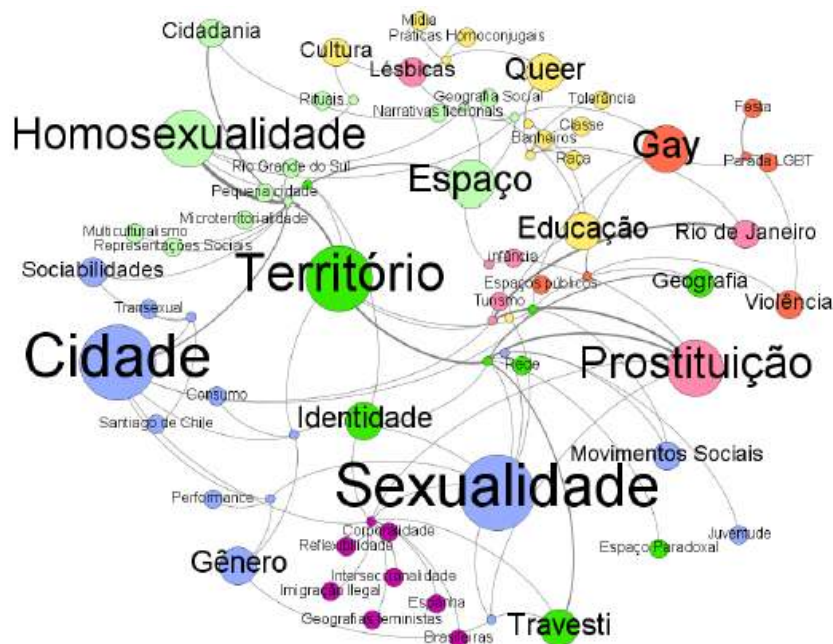 Mídia
Cidadania
Práticas Homoconjugais
Cultura
Lésbicas
Queer
Geografia Social
Tolerância
Rituais
Narrativas ficcionais
Festa
Classe
Homosexualidade
Banheiros
Gay
Parada LGBT
Raça
Rio Grande do Sul
Espaço
Pequena cidade
Microterritorialidade
Educação
Multiculturalismo
Rio de Janeiro
Representações Sociais
infância
Sociabilidades
Território
Espaços públicos
Geografia
Turismo
Violência
Transexual
Cidade
Rede
Prostituição
Consumo
Santiago de Chile
Identidade
Movimentos Sociais
Sexualidade
Performance
Corporalidade
Juventude
Reflexibilidade
Espaço Paradoxal
Gênero
Interseccionalidade
Imigração Ilegal
Espanha
Geografias feministas
Travesti
Brasileiras